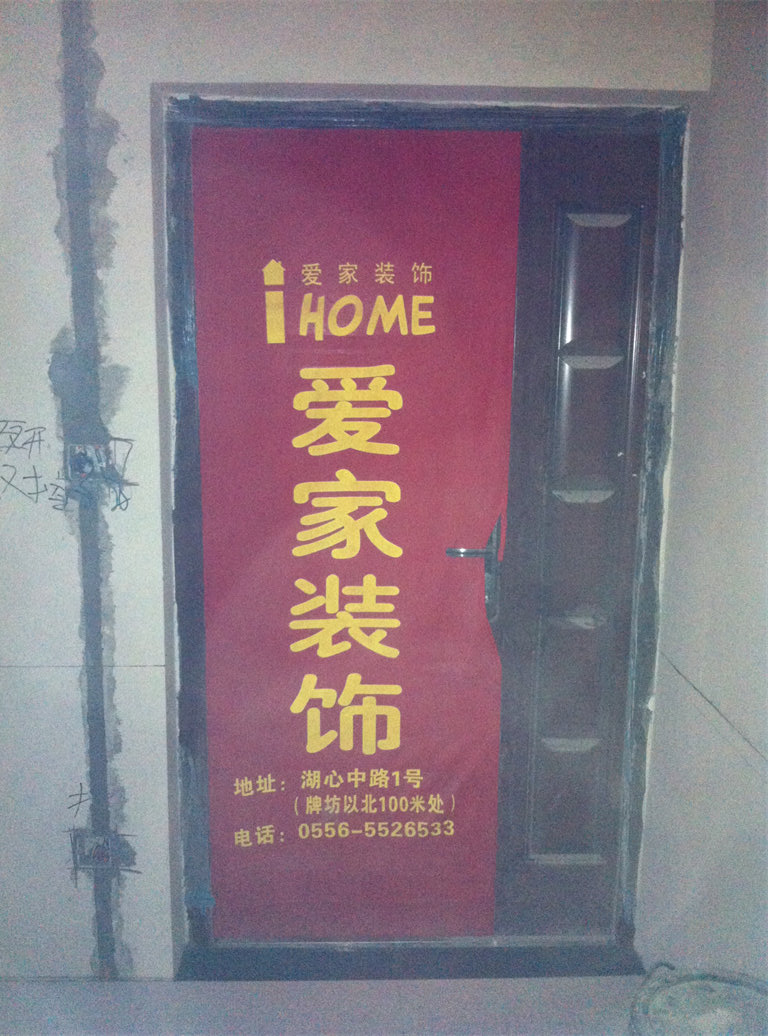 爱家装饰
i HOME
爱家装饰
地址：湖心中路1号
（牌坊以北100米处）
电话：0556-5526533